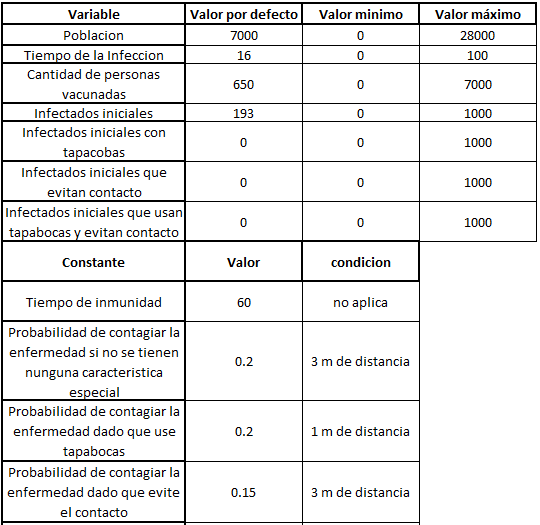 Variable Valor por defecto Valor minimo Valor máximo
Poblacion 7000 0 28000
Tiempo de la Infeccion 16 0 100
Cantidad de personas
vacunadas 650 0 7000
Infectados iniciales 193 0 1000
Infectados iniciales con
tapacobas 0 0 1000
Infectados iniciales que
evitan contacto 0 0 1000
Infectados iniciales que usan
tapabocas y evitan contacto 0 0 1000
Constante Valor condicion
Tiempo de inmunidad 60 no aplica
Probabilidad de contagiar la
enfermedad si no se tienen
nunguna caracteristica
especial 0.2 3 m de distancia
Probabilidad de contagiar la
enfermedad dado que use
tapabocas 0.2 1 m de distancia
Probabilidad de contagiar la
enfermedad dado que evite
el contacto 0.15 3 m de distancia